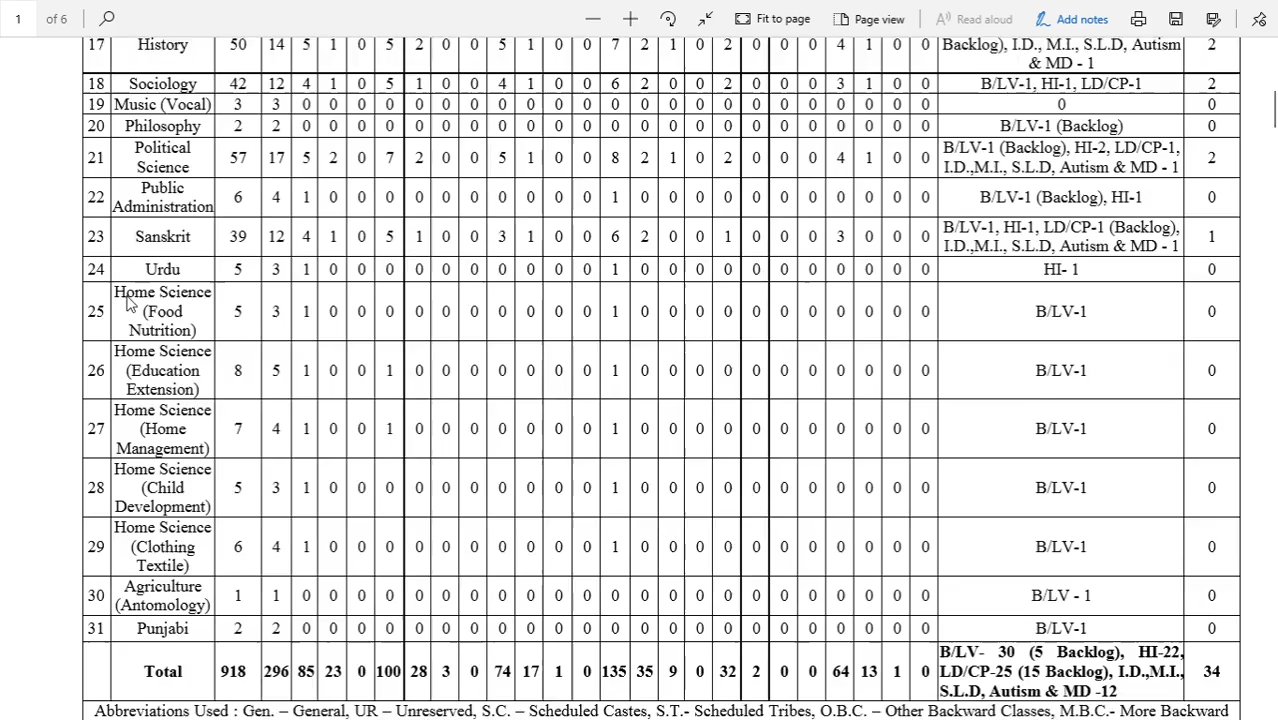 1 of 6 Fit to page Page view Read aloud Add notes
17 History 50 14 5 1 0 5 2 0 0 5 1 0 0 7 2 1 0 2 0 0 0 4 1 0 0 Backlog), I.D., M.I., S.L.D, Autism & MD - 1 2
18 Sociology 42 12 4 1 0 5 1 0 0 4 1 0 0 6 2 0 0 2 0 0 0 3 1 0 0 B/LV-1, HI-1, LD/CP-1 2
19 Music (Vocal) 3 3 0 0 0 0 0 0 0 0 0 0 0 0 0 0 0 0 0 0 0 0 0 0 0 0 0
20 Philosophy 2 2 0 0 0 0 0 0 0 0 0 0 0 0 0 0 0 0 0 0 0 0 0 0 0 B/LV-1 (Backlog) 0
21 Political Science 57 17 5 2 0 7 2 0 0 5 1 0 0 8 2 1 0 2 0 0 0 4 1 0 0 B/LV-1 (Backlog), HI-2, LD/CP-1, I.D.,M.I., S.L.D, Autism & MD - 1 2
22 Public Administration 6 4 1 0 0 0 0 0 0 0 0 0 0 1 0 0 0 0 0 0 0 0 0 0 0 B/LV-1 (Backlog), HI-1 0
23 Sanskrit 39 12 4 1 0 5 1 0 0 3 1 0 0 6 2 0 0 1 0 0 0 3 0 0 0 B/LV-1, HI-1, LD/CP-1 (Backlog), I.D.,M.I., S.L.D, Autism & MD - 1 1
24 Urdu 5 3 1 0 0 0 0 0 0 0 0 0 0 1 0 0 0 0 0 0 0 0 0 0 0 HI- 1 0
25 Home Science (Food Nutrition) 5 3 1 0 0 0 0 0 0 0 0 0 0 1 0 0 0 0 0 0 0 0 0 0 0 B/LV-1 0
26 Home Science (Education Extension) 8 5 1 0 0 1 0 0 0 0 0 0 0 1 0 0 0 0 0 0 0 0 0 0 0 B/LV-1 0
27 Home Science (Home Management) 7 4 1 0 0 1 0 0 0 0 0 0 0 1 0 0 0 0 0 0 0 0 0 0 0 B/LV-1 0
28 Home Science (Child Development) 5 3 1 0 0 0 0 0 0 0 0 0 0 1 0 0 0 0 0 0 0 0 0 0 0 B/LV-1 0
29 Home Science (Clothing Textile) 6 4 1 0 0 0 0 0 0 0 0 0 0 1 0 0 0 0 0 0 0 0 0 0 0 B/LV-1 0
30 Agriculture (Antomology) 1 1 0 0 0 0 0 0 0 0 0 0 0 0 0 0 0 0 0 0 0 0 0 0 0 B/LV - 1 0
31 Punjabi 2 2 0 0 0 0 0 0 0 0 0 0 0 0 0 0 0 0 0 0 0 0 0 0 0 B/LV-1 0
Total 918 296 85 23 0 100 28 3 0 74 17 1 0 135 35 9 0 32 2 0 0 64 13 1 0 B/LV- 30 (5 Backlog), HI-22, LD/CP-25 (15 Backlog), I.D.,M.I., S.L.D, Autism & MD -12 34
Abbreviations Used : Gen. – General, UR – Unreserved, S.C. – Scheduled Castes, S.T.- Scheduled Tribes, O.B.C. – Other Backward Classes, M.B.C.- More Backward